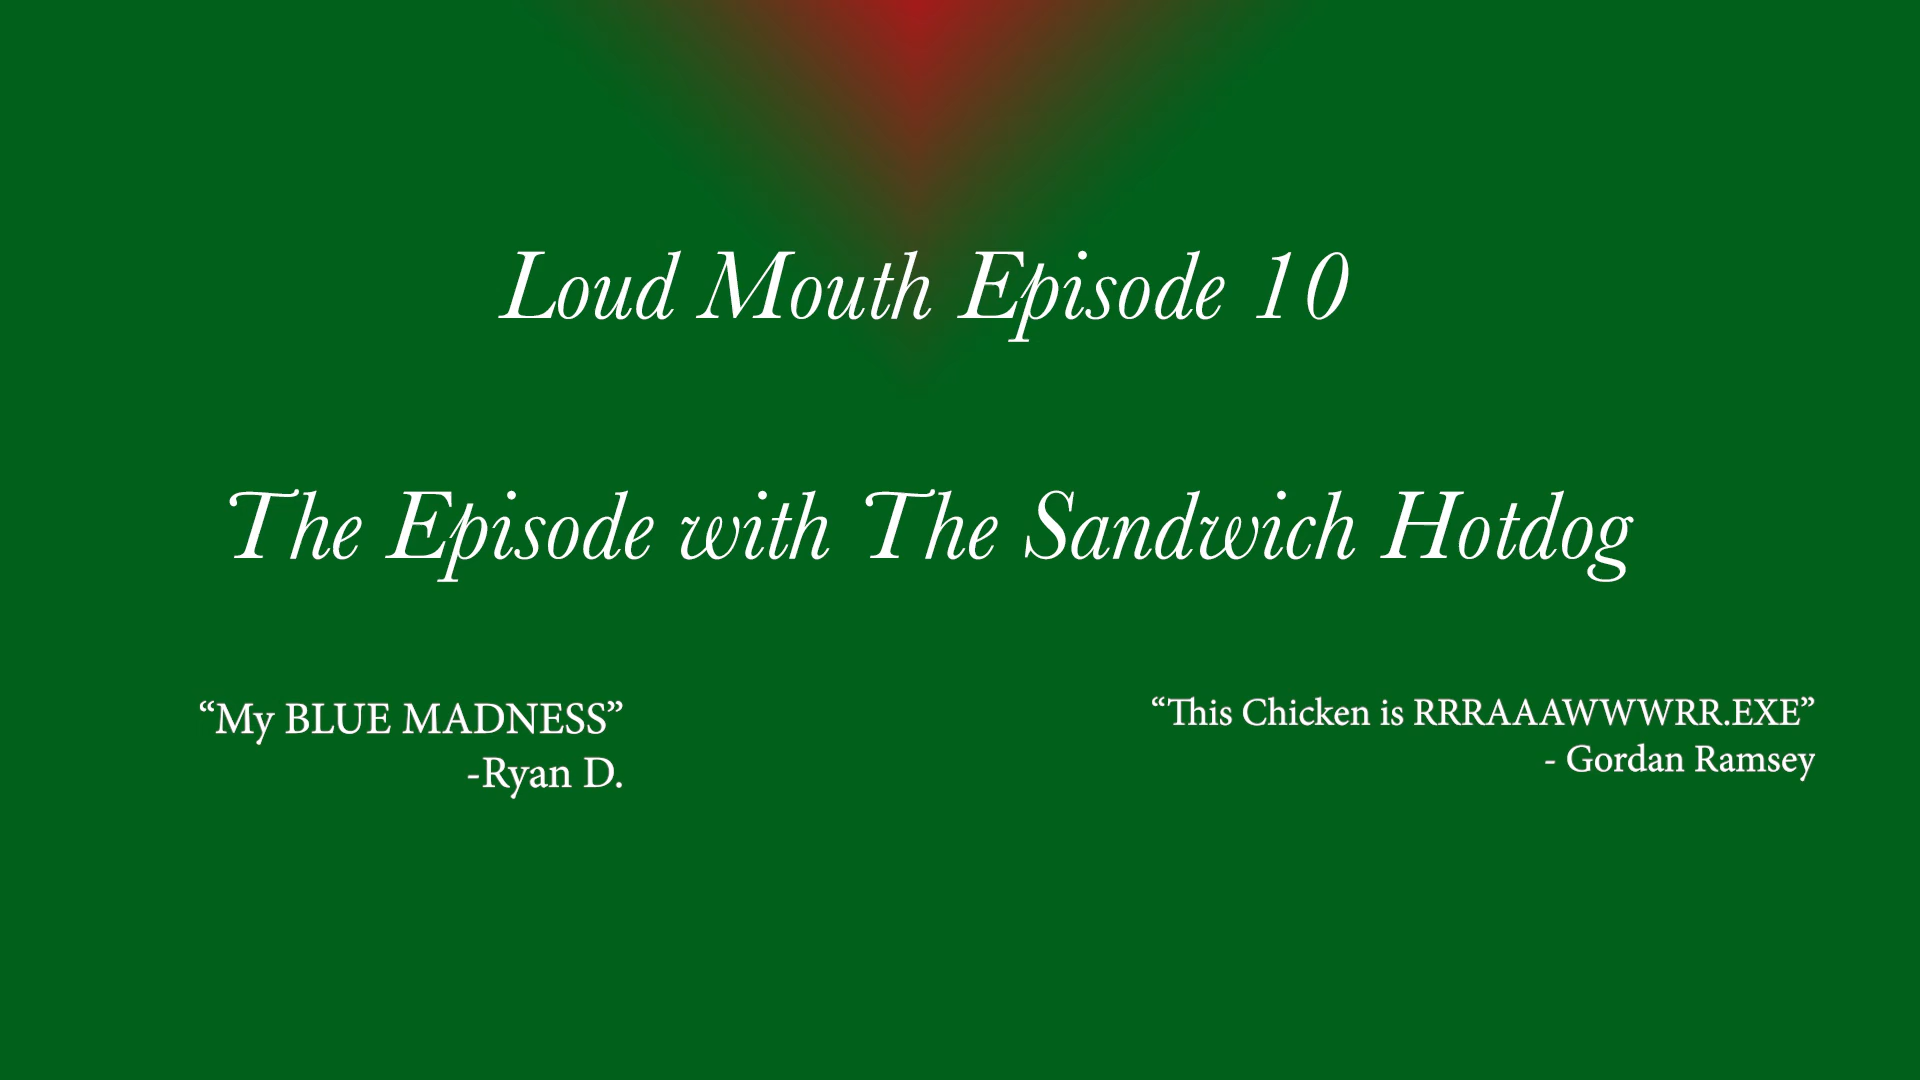 Loud Mouth Episode 10
The Episode with The Sandwich Hotdog
“My BLUE MADNESS”
-Ryan D.
“This Chicken is RRRAAAWWWRR.EXE”
- Gordan Ramsey